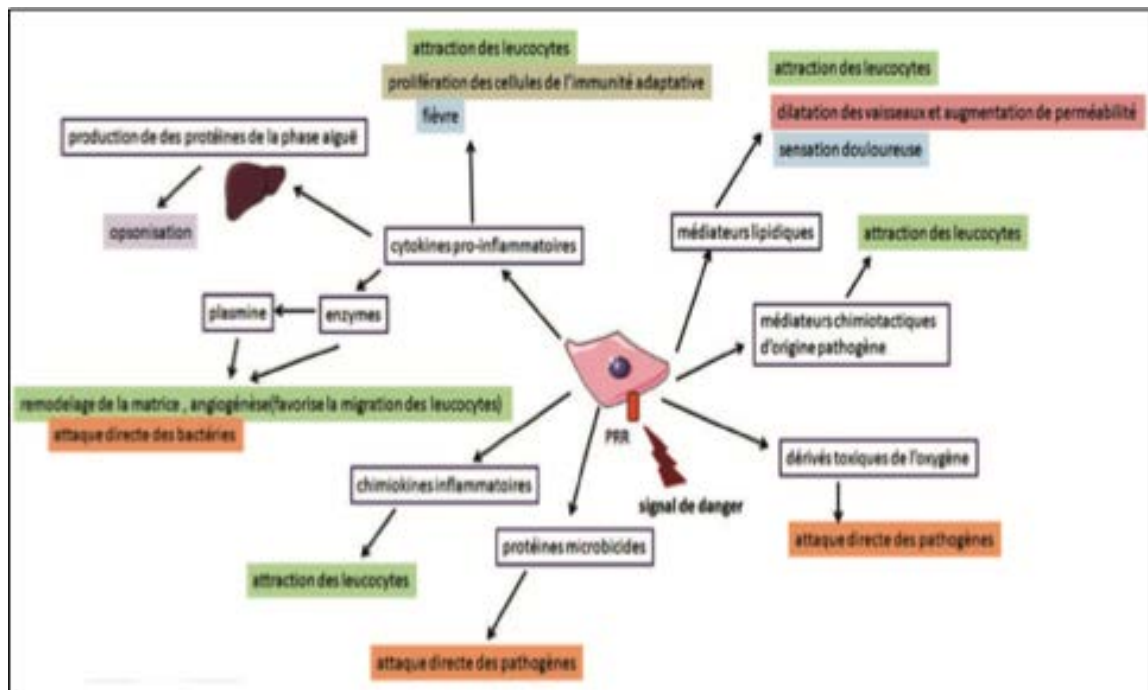 attraction des leucocytes
prolifération des cellules de l'immunité adaptative
fièvre
attraction des leucocytes
dilatation des vaisseaux et augmentation de perméabilité
sensation douloureuse
production de des protéines de la phase aiguë
opsonisation
cytokines pro-inflammatoires
médiateurs lipidiques
attraction des leucocytes
plasmine
enzymes
médiateurs chimiotactiques
d'origine pathogène
remodelage de la matrice , angiogénèse(favorise la migration des leucocytes)
attaque directe des bactéries
PRR
dérivés toxiques de l'oxygène
chimiokines inflammatoires
signal de danger
protéines microbicides
attaque directe des pathogènes
attraction des leucocytes
attaque directe des pathogènes